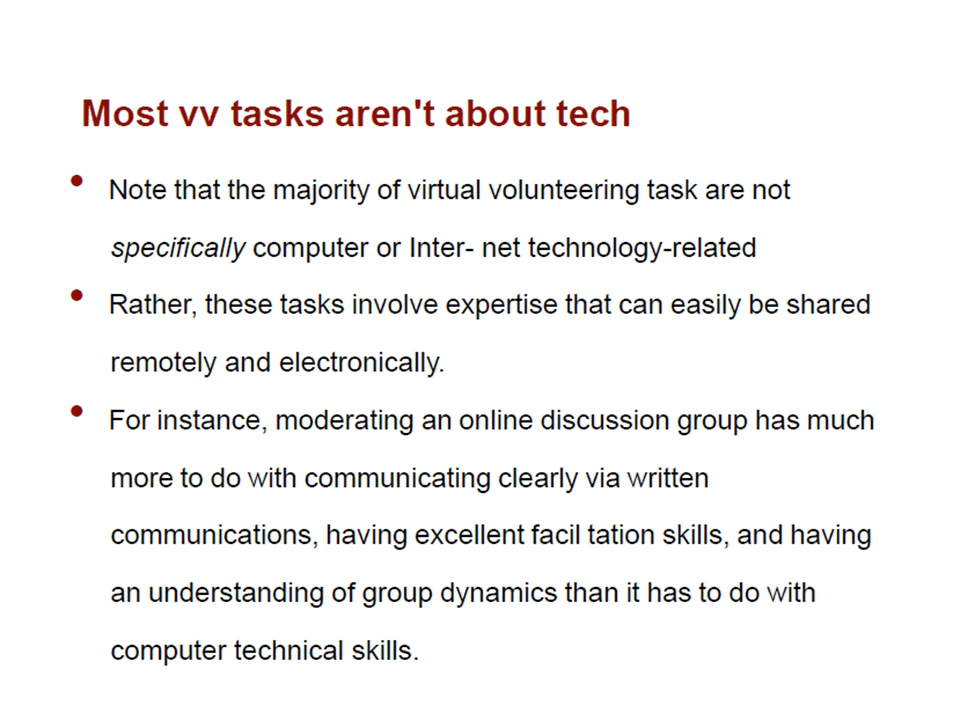 Most vv tasks aren't about tech
• Note that the majority of virtual volunteering task are not
specifically computer or Inter- net technology-related
• Rather, these tasks involve expertise that can easily be shared
remotely and electronically.
• For instance, moderating an online discussion group has much
more to do with communicating clearly via written
communications, having excellent facil tation skills, and having
an understanding of group dynamics than it has to do with
computer technical skills.